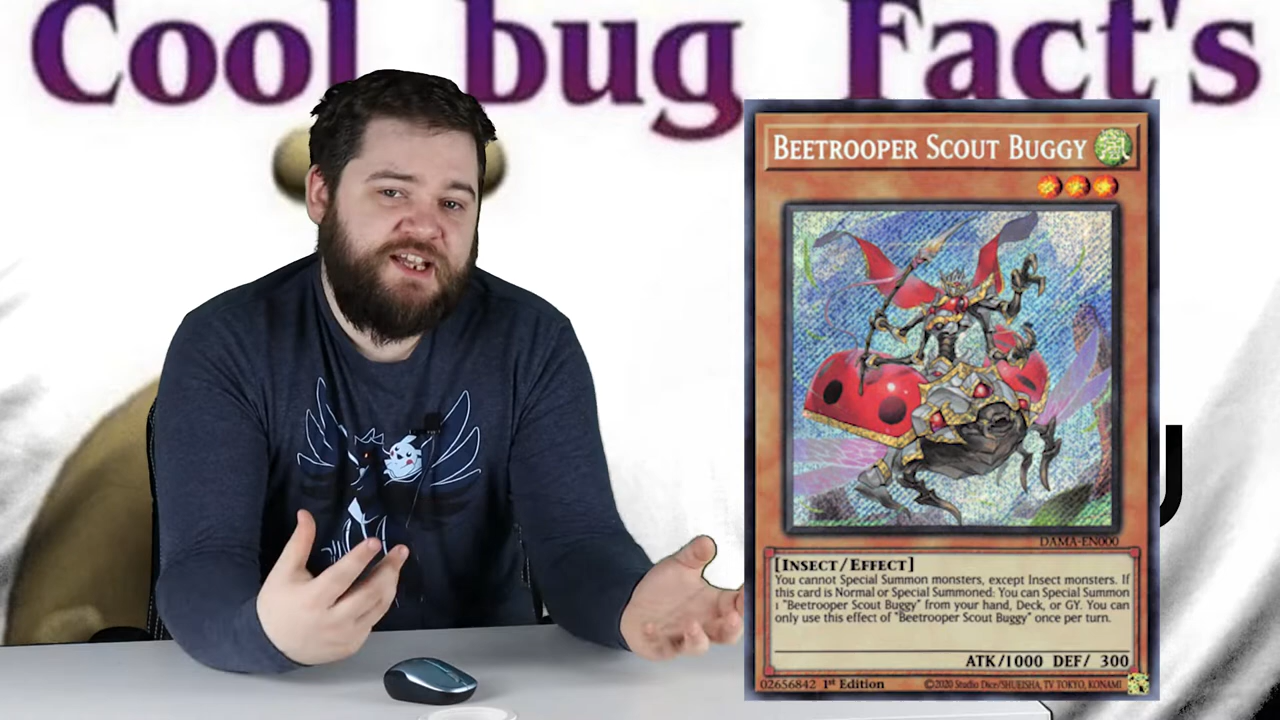 Cool bug Fact's
BEETROOPER SCOUT BUGGY
DAMA-EN000
[INSECT/EFFECT]
You cannot Special Summon monsters, except Insect monsters. If
this card is Normal or Special Summoned: You can Special Summon
1 "Beetrooper Scout Buggy" from your hand, Deck, or GY. You can
only use this effect of "Beetrooper Scout Buggy" once per turn.
ATK/1000 DEF/ 300
02656842 1st Edition ©2020 Studio Dice/SHUEISHA, TV TOKYO, KONAMI